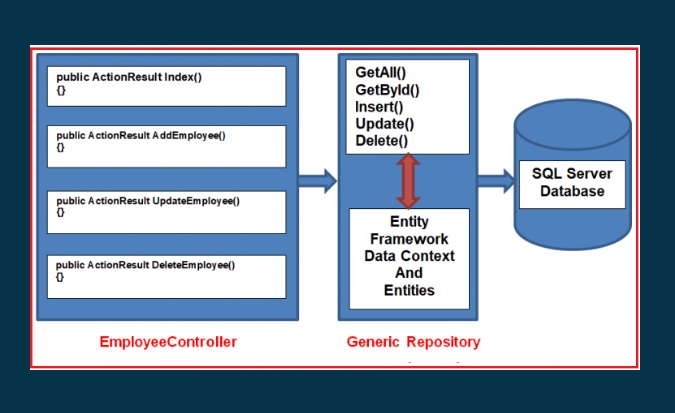 public ActionResult Index()
{}
public ActionResult AddEmployee()
{}
public ActionResult UpdateEmployee()
{}
public ActionResult DeleteEmployee()
{}
EmployeeController
GetAll()
GetById()
Insert()
Update()
Delete()
Entity
Framework
Data Context
And
Entities
Generic Repository
SQL Server
Database